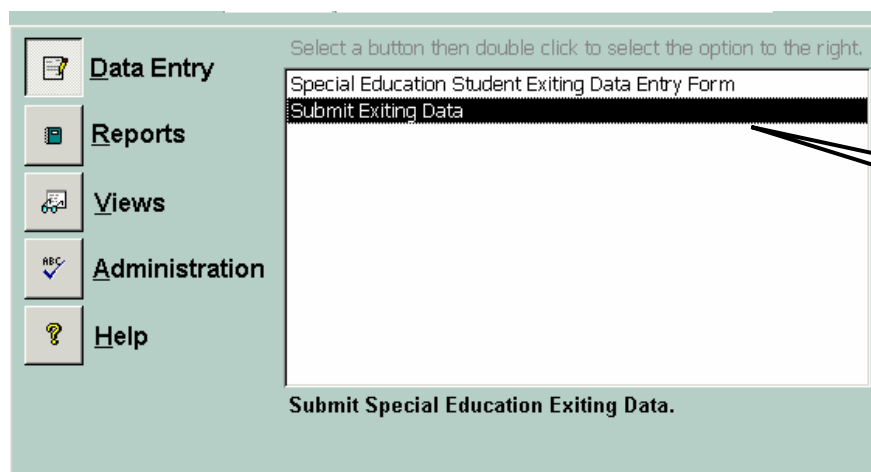 Select a button then double click to select the option to the right.
Data Entry
Special Education Student Exiting Data Entry Form
Submit Exiting Data
Reports
Views
ABC
Administration
Help
Submit Special Education Exiting Data.